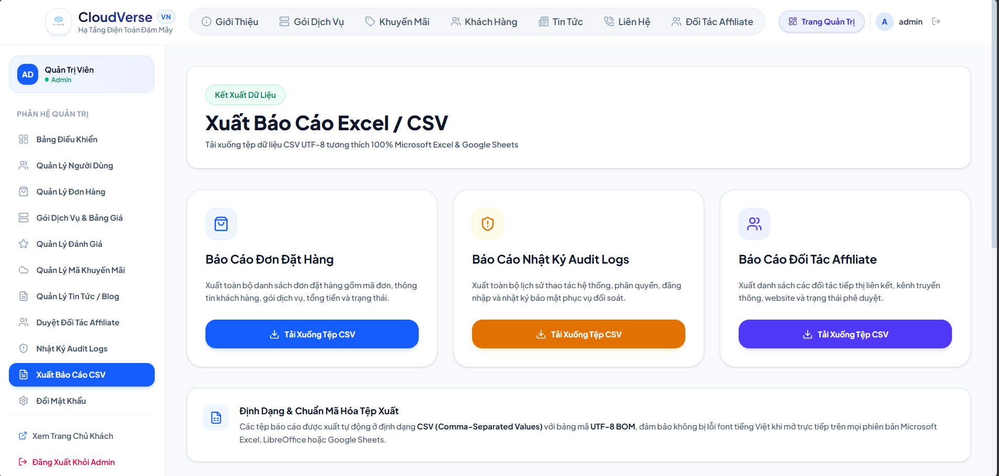 CloudVerse VN
Hạ Tầng Điện Toán Đám Mây
Giới Thiệu
Gói Dịch Vụ
Khuyến Mãi
Khách Hàng
Tin Tức
Liên Hệ
Đối Tác Affiliate
Trang Quản Trị
A
admin
AD
Quản Trị Viên
Admin
PHÂN HỆ QUẢN TRỊ
Bảng Điều Khiển
Quản Lý Người Dùng
Quản Lý Đơn Hàng
Gói Dịch Vụ & Bảng Giá
Quản Lý Đánh Giá
Quản Lý Mã Khuyến Mãi
Quản Lý Tin Tức / Blog
Duyệt Đối Tác Affiliate
Nhật Ký Audit Logs
Xuất Báo Cáo CSV
Đổi Mật Khẩu
Xem Trang Chủ Khách
Đăng Xuất Khỏi Admin
Kết Xuất Dữ Liệu
Xuất Báo Cáo Excel / CSV
Tải xuống tệp dữ liệu CSV UTF-8 tương thích 100% Microsoft Excel & Google Sheets
Báo Cáo Đơn Đặt Hàng
Xuất toàn bộ danh sách đơn đặt hàng gồm mã đơn, thông
tin khách hàng, gói dịch vụ, tổng tiền và trạng thái.
Tải Xuống Tệp CSV
Báo Cáo Nhật Ký Audit Logs
Xuất toàn bộ lịch sử thao tác hệ thống, phân quyền, đăng
nhập và nhật ký bảo mật phục vụ đối soát.
Tải Xuống Tệp CSV
Báo Cáo Đối Tác Affiliate
Xuất danh sách các đối tác tiếp thị liên kết, kênh truyền
thông, website và trạng thái phê duyệt.
Tải Xuống Tệp CSV
Định Dạng & Chuẩn Mã Hóa Tệp Xuất
Các tệp báo cáo được xuất tự động ở định dạng CSV (Comma-Separated Values) với bảng mã UTF-8 BOM, đảm bảo không bị lỗi font tiếng Việt khi mở trực tiếp trên mọi phiên bản Microsoft
Excel, LibreOffice hoặc Google Sheets.